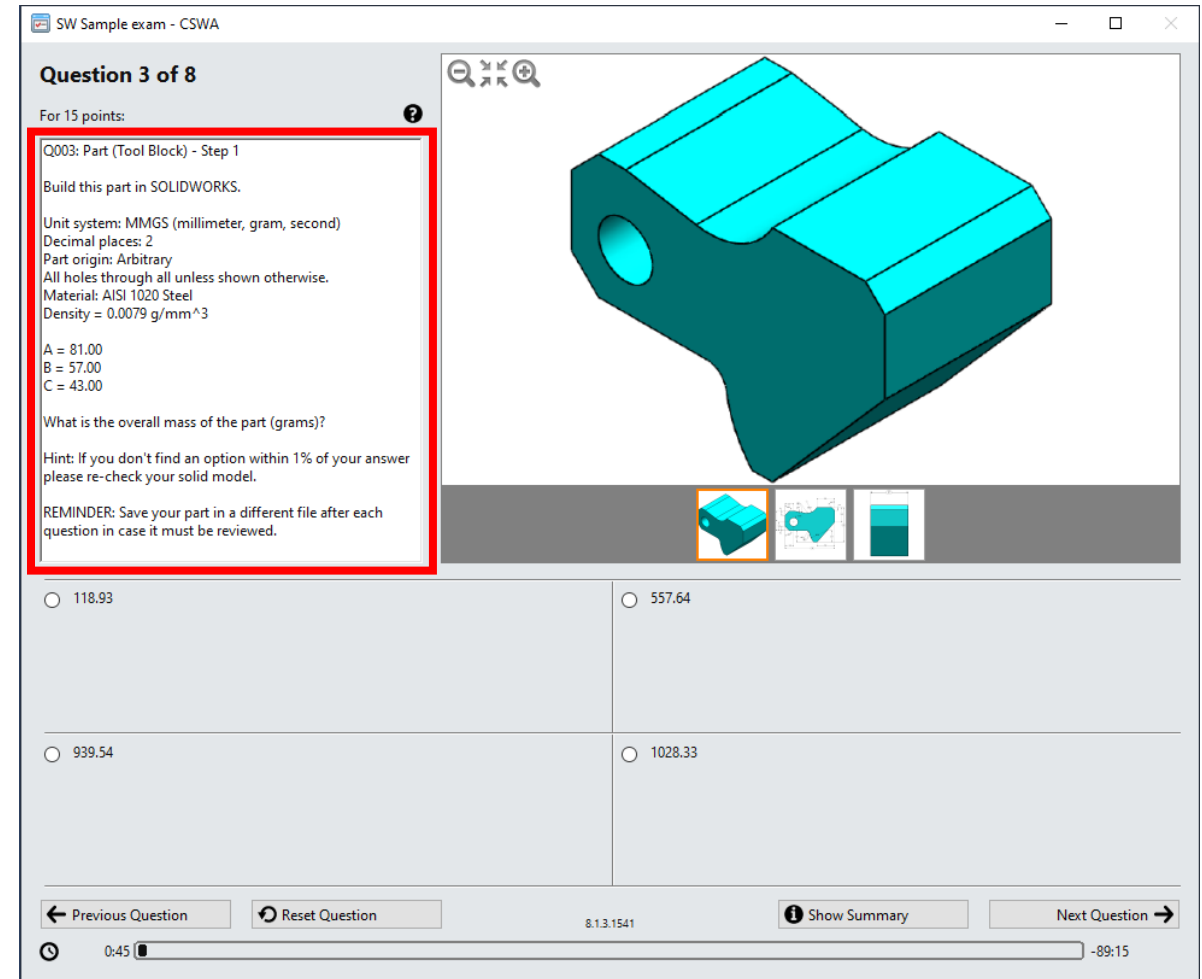 SW Sample exam - CSWA
Question 3 of 8
For 15 points:
Q003: Part (Tool Block) - Step 1
Build this part in SOLIDWORKS.
Unit system: MMGS (millimeter, gram, second)
Decimal places: 2
Part origin: Arbitrary
All holes through all unless shown otherwise.
Material: AISI 1020 Steel
Density = 0.0079 g/mm^3
A = 81.00
B = 57.00
C = 43.00
What is the overall mass of the part (grams)?
Hint: If you don't find an option within 1% of your answer
please re-check your solid model.
REMINDER: Save your part in a different file after each
question in case it must be reviewed.
118.93
557.64
939.54
1028.33
Previous Question
Reset Question
8.1.3.1541
Show Summary
Next Question
0:45
-89:15